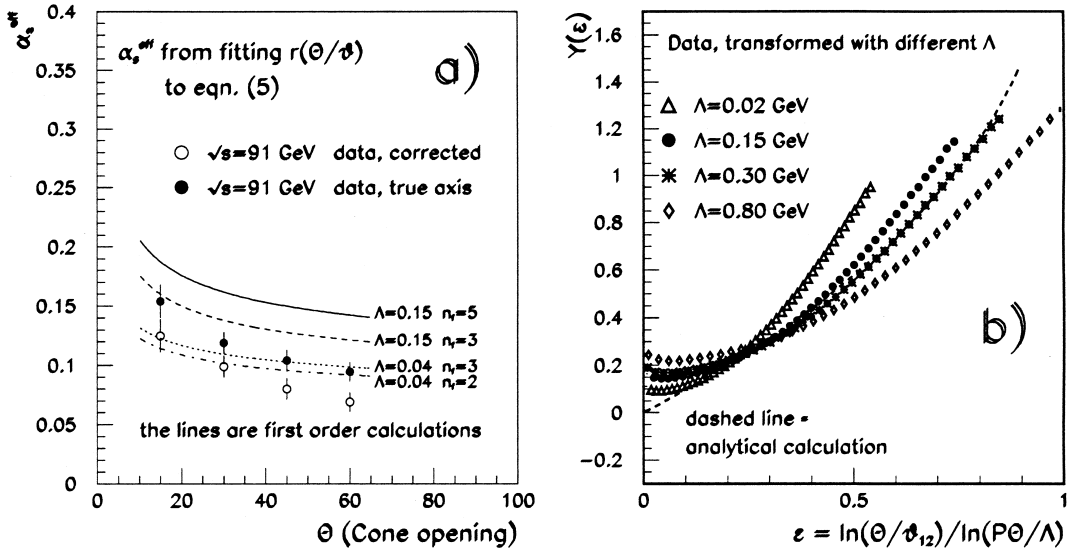 a)
αₛᵉᶠᶠ
αₛᵉᶠᶠ from fitting r(Θ/ϑ)
to eqn. (5)
√s=91 GeV data, corrected
√s=91 GeV data, true axis
Λ=0.15 n_f=5
Λ=0.15 n_f=3
Λ=0.04 n_f=3
Λ=0.04 n_f=2
the lines are first order calculations
0.4
0.35
0.3
0.25
0.2
0.15
0.1
0.05
0
0 20 40 60 80 100
Θ (Cone opening)
b)
Y(ε)
Data, transformed with different Λ
Λ=0.02 GeV
Λ=0.15 GeV
Λ=0.30 GeV
Λ=0.80 GeV
dashed line =
analytical calculation
1.6
1.4
1.2
1
0.8
0.6
0.4
0.2
0
−0.2
0 0.5 1
ε = ln(Θ/ϑ₁₂)/ln(PΘ/Λ)